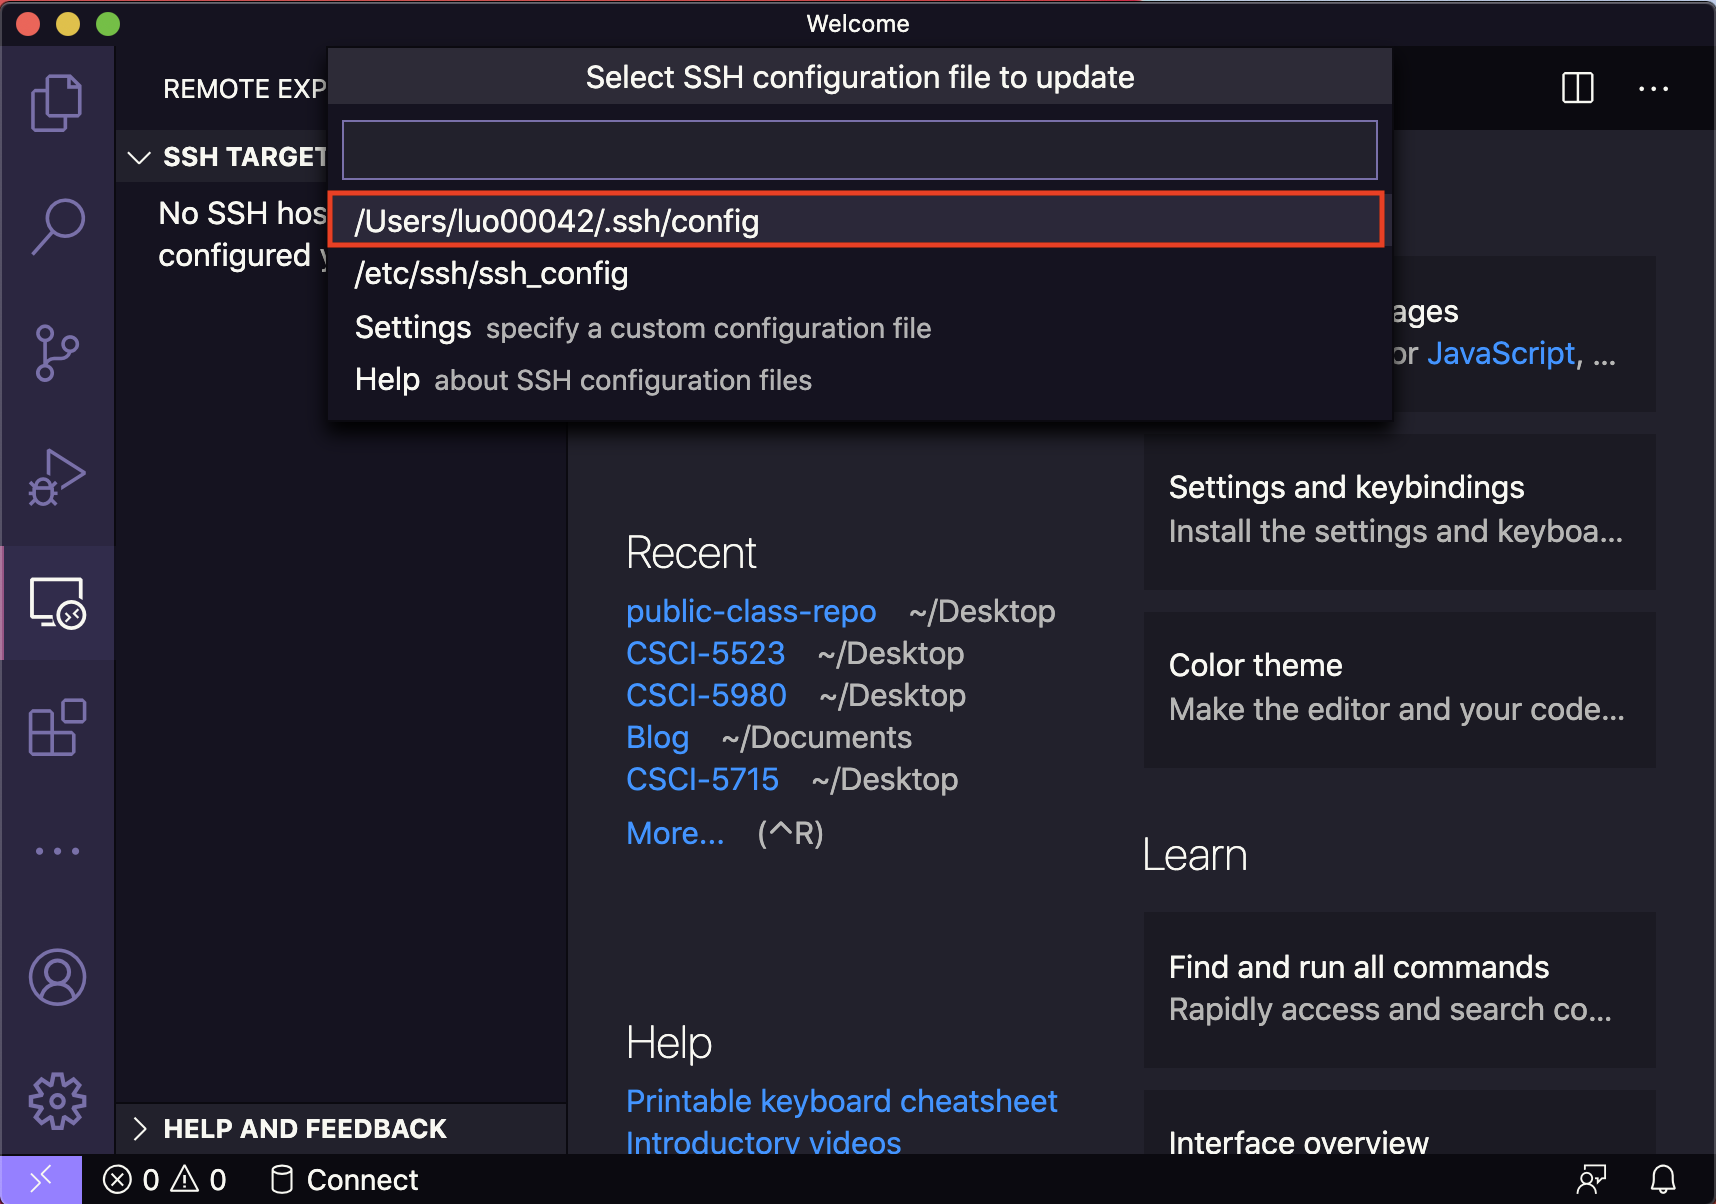 Welcome
REMOTE EXP
Select SSH configuration file to update
SSH TARGET
No SSH hos
configured
/Users/luo00042/.ssh/config
/etc/ssh/ssh_config
Settings specify a custom configuration file
Help about SSH configuration files
ages
or JavaScript, ...
Settings and keybindings
Install the settings and keyboa...
Color theme
Make the editor and your code...
Recent
public-class-repo ~/Desktop
CSCI-5523 ~/Desktop
CSCI-5980 ~/Desktop
Blog ~/Documents
CSCI-5715 ~/Desktop
More... (^R)
Learn
Find and run all commands
Rapidly access and search co...
Interface overview
Help
Printable keyboard cheatsheet
Introductory videos
HELP AND FEEDBACK
0 0 Connect